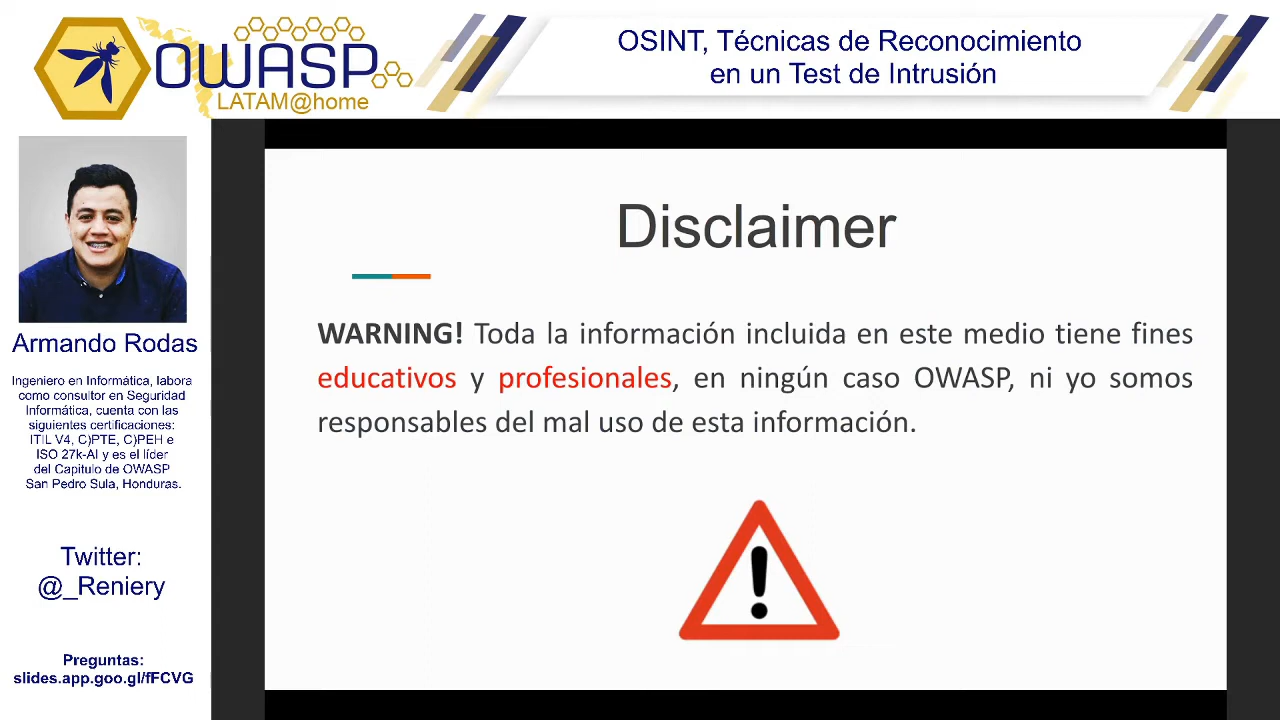 OWASP
LATAM@home
OSINT, Técnicas de Reconocimiento
en un Test de Intrusión
Armando Rodas
Ingeniero en Informática, labora
como consultor en Seguridad
Informática, cuenta con las
siguientes certificaciones:
ITIL V4, C)PTE, C)PEH e
ISO 27k-AI y es el líder
del Capitulo de OWASP
San Pedro Sula, Honduras.
Twitter:
@_Reniery
Preguntas:
slides.app.goo.gl/fFCVG
Disclaimer
WARNING! Toda la información incluida en este medio tiene fines
educativos y profesionales, en ningún caso OWASP, ni yo somos
responsables del mal uso de esta información.